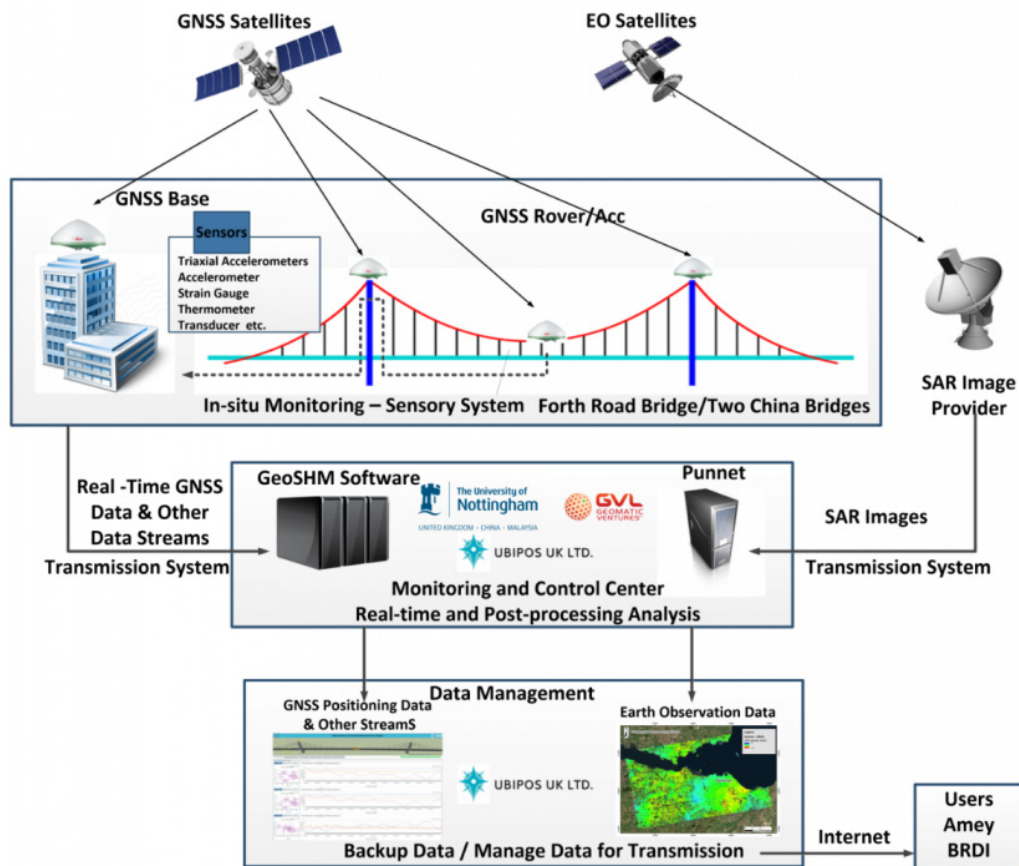 GNSS Satellites
EO Satellites
GNSS Base
GNSS Rover/Acc
Sensors
Triaxial Accelerometers
Accelerometer
Strain Gauge
Thermometer
Transducer etc.
In-situ Monitoring – Sensory System
Forth Road Bridge/Two China Bridges
SAR Image
Provider
Real -Time GNSS
Data & Other
Data Streams
Transmission System
GeoSHM Software
The University of
Nottingham
UNITED KINGDOM · CHINA · MALAYSIA
GVL
GEOMATIC
VENTURES
UBIPOS UK LTD.
Punnet
SAR Images
Transmission System
Monitoring and Control Center
Real-time and Post-processing Analysis
Data Management
GNSS Positioning Data
& Other StreamS
Earth Observation Data
UBIPOS UK LTD.
Backup Data / Manage Data for Transmission
Internet
Users
Amey
BRDI